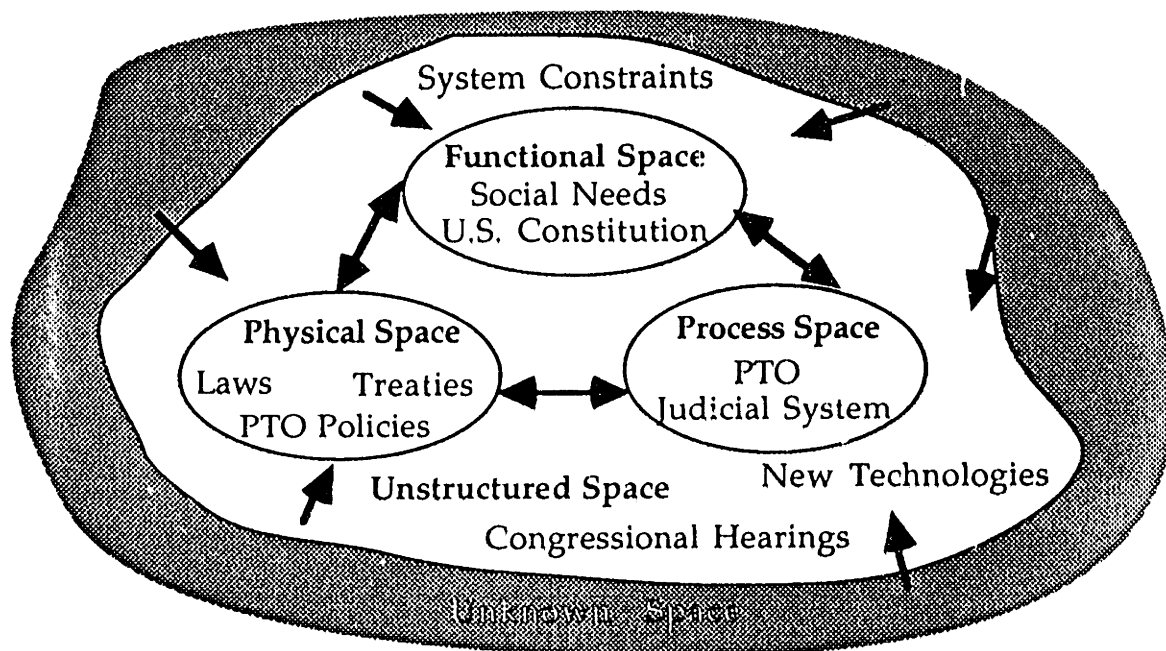 System Constraints
Functional Space
Social Needs
U.S. Constitution
Physical Space
Laws Treaties
PTO Policies
Process Space
PTO
Judicial System
New Technologies
Unstructured Space
Congressional Hearings
Unknown Space